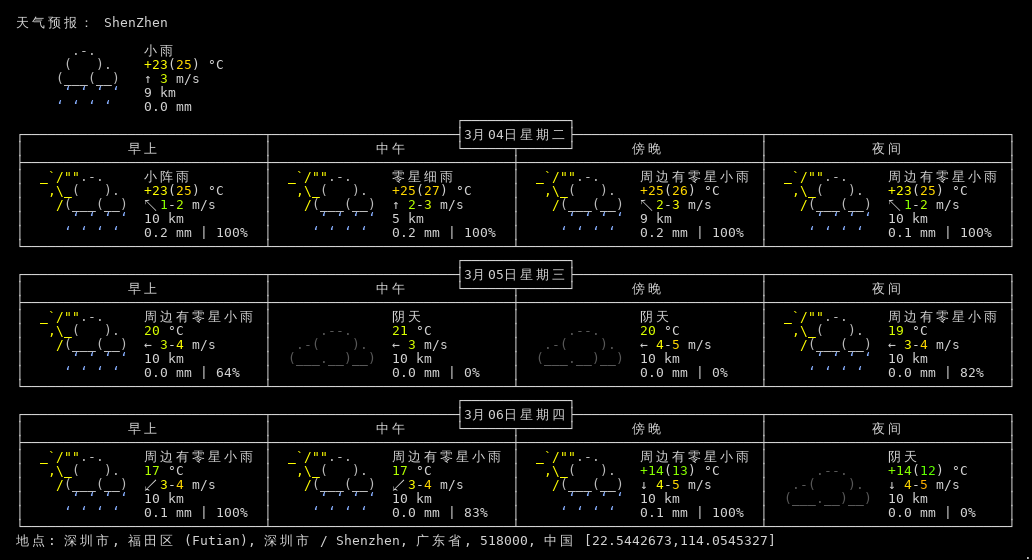 天气预报： ShenZhen
小雨
+23(25) °C
↑ 3 m/s
9 km
0.0 mm
3月04日星期二
早上 中午 傍晚 夜间
小阵雨 零星细雨 周边有零星小雨 周边有零星小雨
+23(25) °C +25(27) °C +25(26) °C +23(25) °C
↖ 1-2 m/s ↑ 2-3 m/s ↖ 2-3 m/s ↖ 1-2 m/s
10 km 5 km 9 km 10 km
0.2 mm | 100% 0.2 mm | 100% 0.2 mm | 100% 0.1 mm | 100%
3月05日星期三
早上 中午 傍晚 夜间
周边有零星小雨 阴天 阴天 周边有零星小雨
20 °C 21 °C 20 °C 19 °C
← 3-4 m/s ← 3 m/s ← 4-5 m/s ← 3-4 m/s
10 km 10 km 10 km 10 km
0.0 mm | 64% 0.0 mm | 0% 0.0 mm | 0% 0.0 mm | 82%
3月06日星期四
早上 中午 傍晚 夜间
周边有零星小雨 周边有零星小雨 周边有零星小雨 阴天
17 °C 17 °C +14(13) °C +14(12) °C
↙ 3-4 m/s ↙ 3-4 m/s ↓ 4-5 m/s ↓ 4-5 m/s
10 km 10 km 10 km 10 km
0.1 mm | 100% 0.0 mm | 83% 0.1 mm | 100% 0.0 mm | 0%
地点: 深圳市, 福田区 (Futian), 深圳市 / Shenzhen, 广东省, 518000, 中国 [22.5442673,114.0545327]